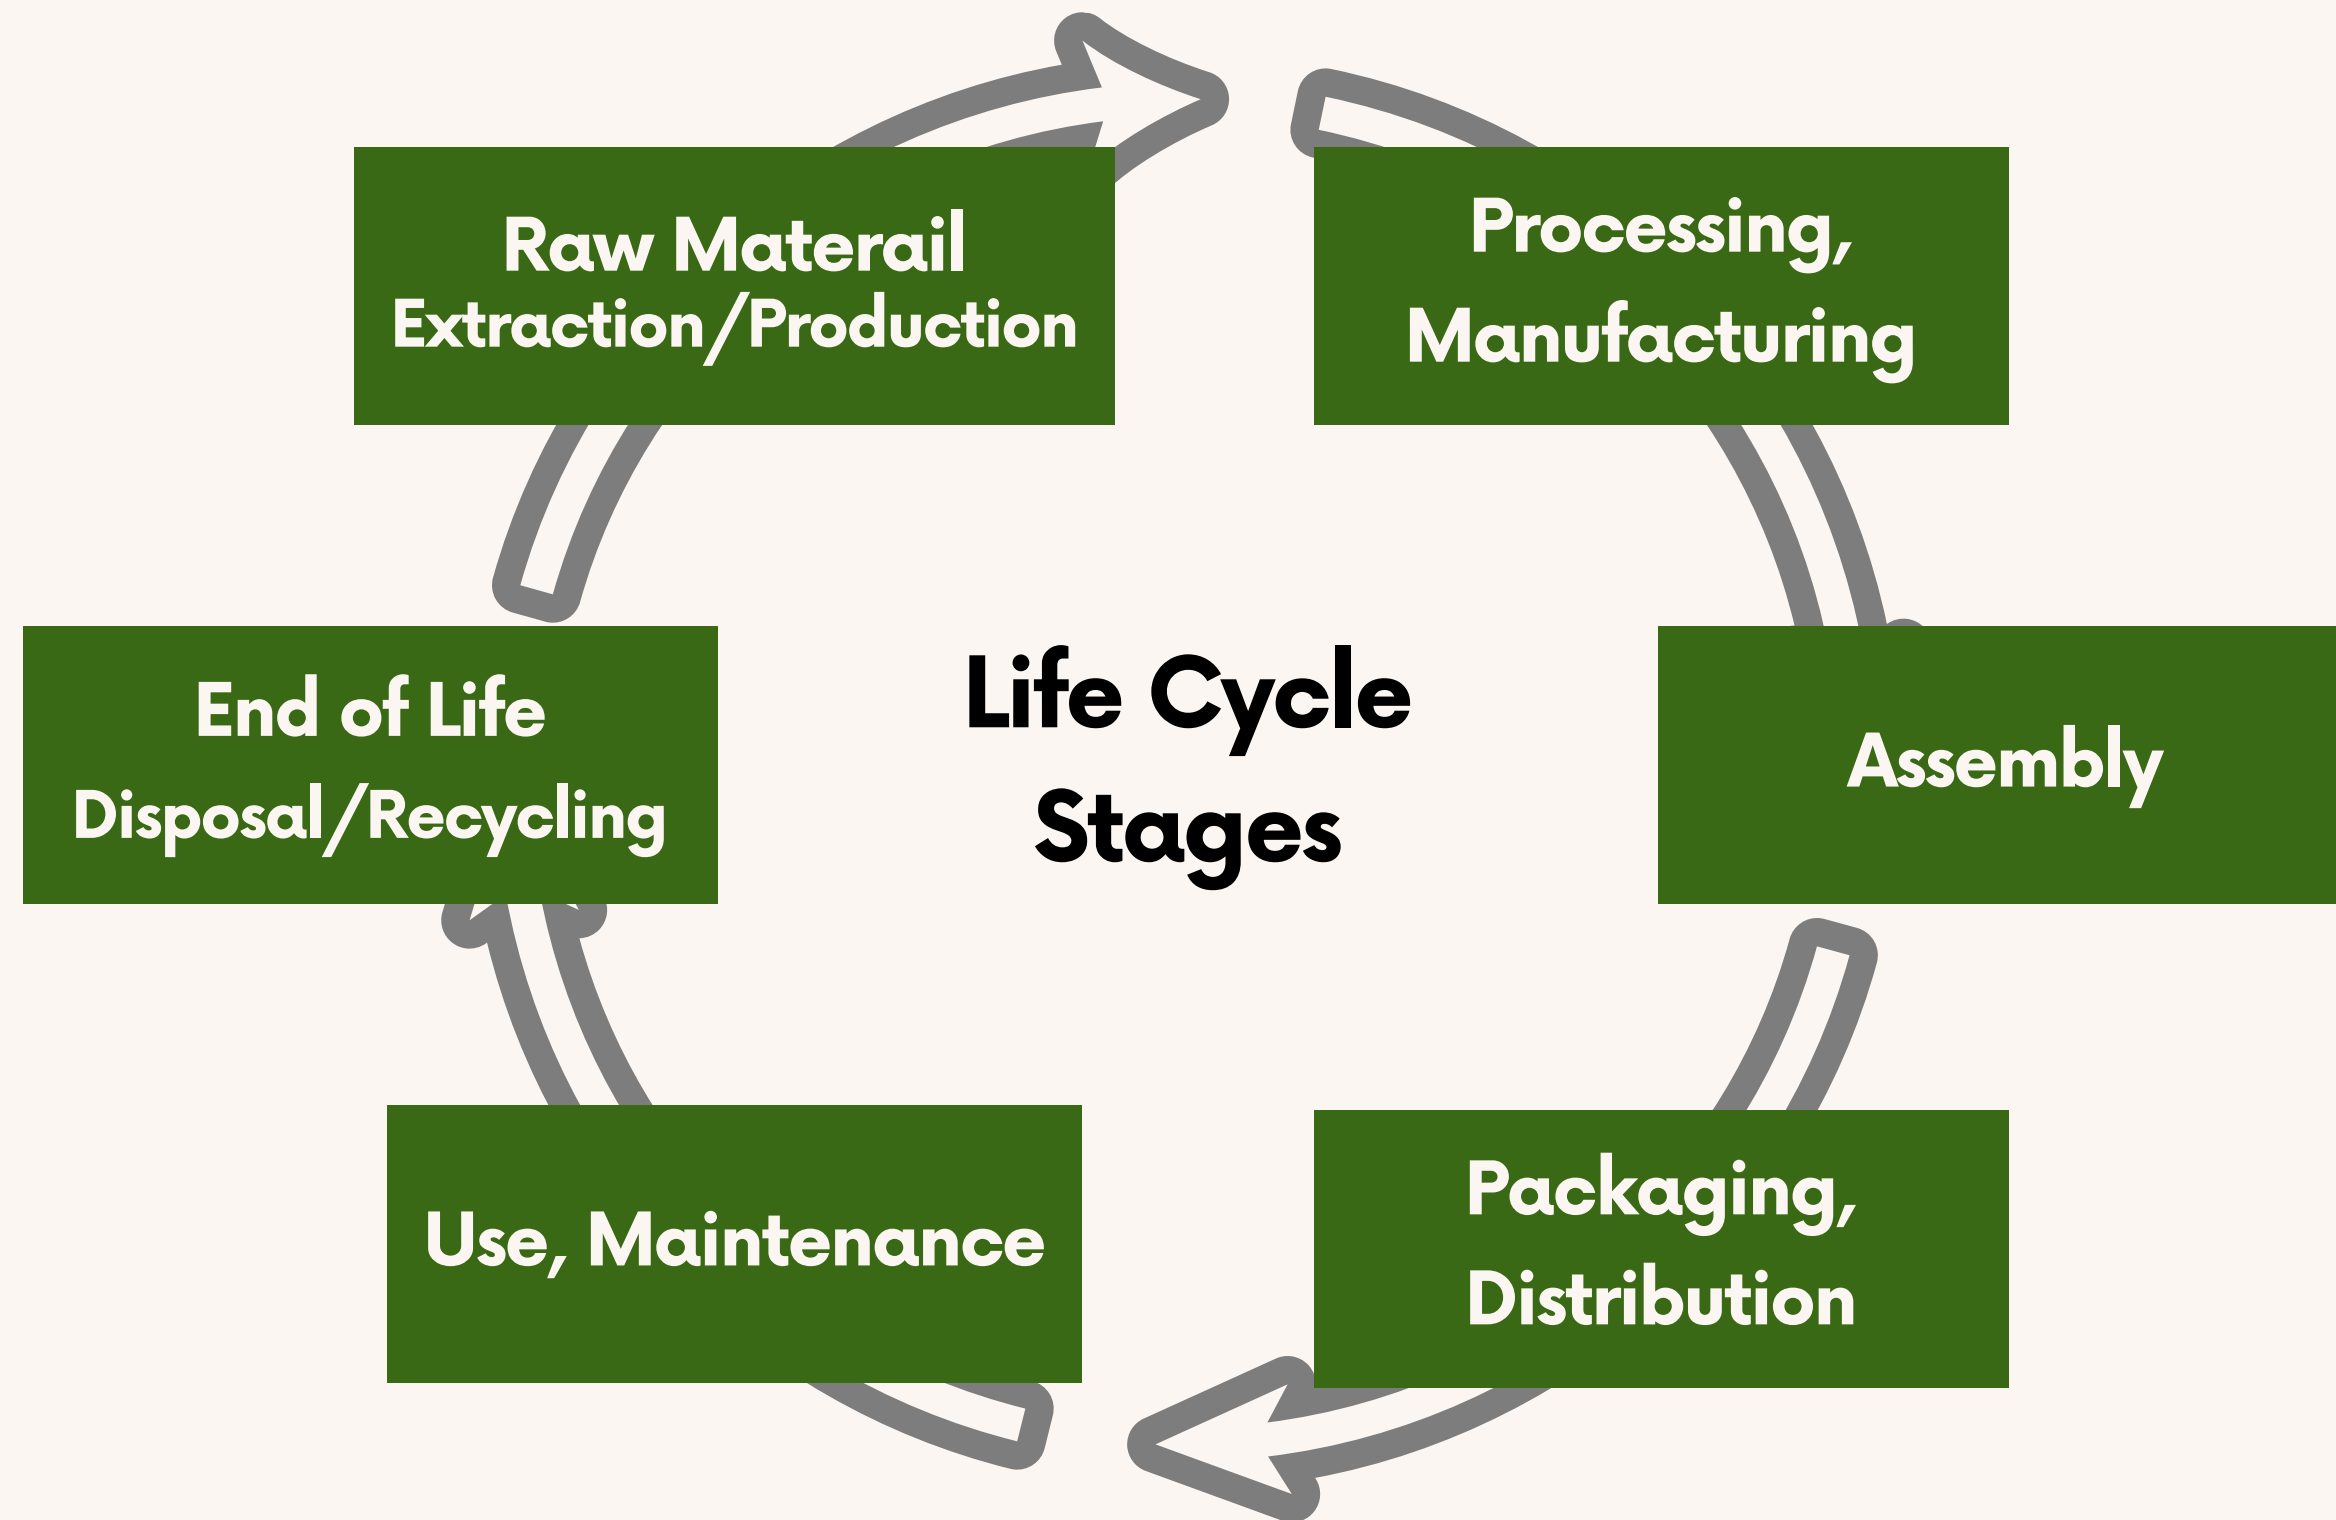 Raw Materail
Extraction/Production
Processing,
Manufacturing
Assembly
Packaging,
Distribution
Use, Maintenance
End of Life
Disposal/Recycling
Life Cycle
Stages